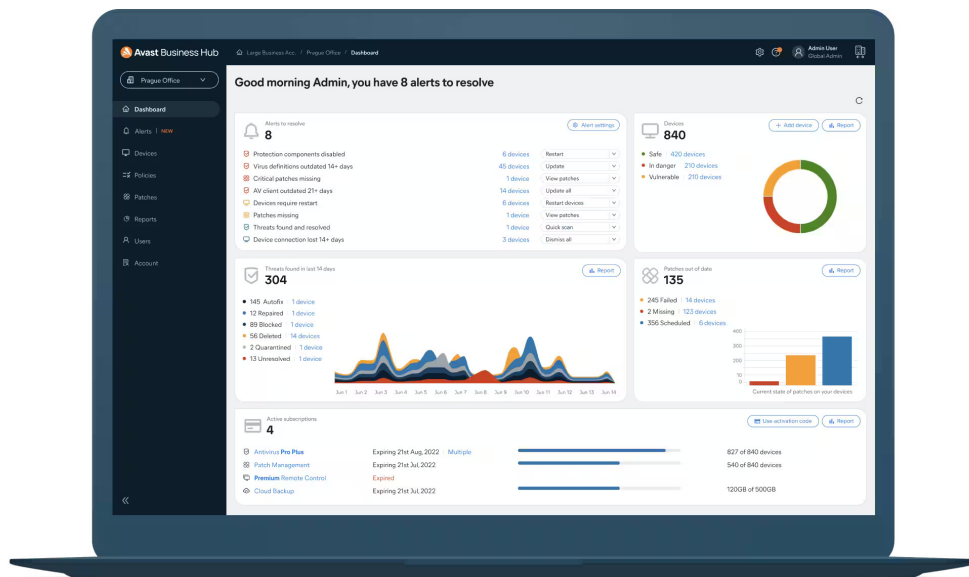 Avast Business Hub
Large Business Acc. / Prague Office / Dashboard
Admin User
Global Admin
Prague Office
Dashboard
Alerts | NEW
Devices
Policies
Patches
Reports
Users
Account
Good morning Admin, you have 8 alerts to resolve
Alerts to resolve
8
Alert settings
Protection components disabled 6 devices Restart
Virus definitions outdated 14+ days 45 devices Update
Critical patches missing 1 device View patches
AV client outdated 21+ days 14 devices Update all
Devices require restart 6 devices Restart devices
Patches missing 1 device View patches
Threats found and resolved 1 device Quick scan
Device connection lost 14+ days 3 devices Dismiss all
Devices
840
+ Add device
Report
Safe 420 devices
In danger 210 devices
Vulnerable 210 devices
Threats found in last 14 days
304
Report
145 Autofix 1 device
12 Repaired 1 device
89 Blocked 1 device
56 Deleted 14 devices
2 Quarantined 1 device
13 Unresolved 1 device
Jun 1 Jun 2 Jun 3 Jun 4 Jun 5 Jun 6 Jun 7 Jun 8 Jun 9 Jun 10 Jun 11 Jun 12 Jun 13 Jun 14
Patches out of date
135
Report
245 Failed 14 devices
2 Missing 123 devices
356 Scheduled 6 devices
400
300
200
10
0
Current state of patches on your devices
Active subscriptions
4
Use activation code
Report
Antivirus Pro Plus Expiring 21st Aug, 2022 Multiple 827 of 840 devices
Patch Management Expiring 21st Jul, 2022 540 of 840 devices
Premium Remote Control Expired
Cloud Backup Expiring 21st Jul, 2022 120GB of 500GB